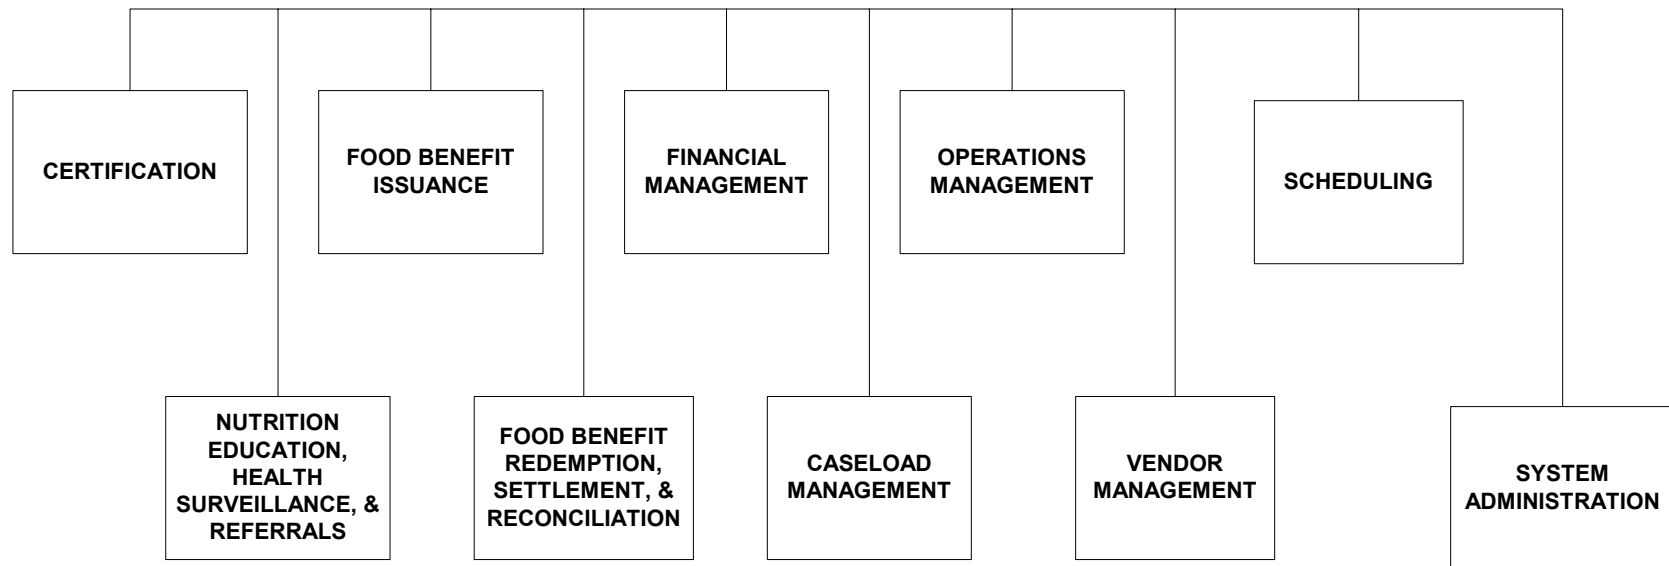 CERTIFICATION
FOOD BENEFIT
ISSUANCE
FINANCIAL
MANAGEMENT
OPERATIONS
MANAGEMENT
SCHEDULING
NUTRITION
EDUCATION,
HEALTH
SURVEILLANCE, &
REFERRALS
FOOD BENEFIT
REDEMPTION,
SETTLEMENT, &
RECONCILIATION
CASELOAD
MANAGEMENT
VENDOR
MANAGEMENT
SYSTEM
ADMINISTRATION